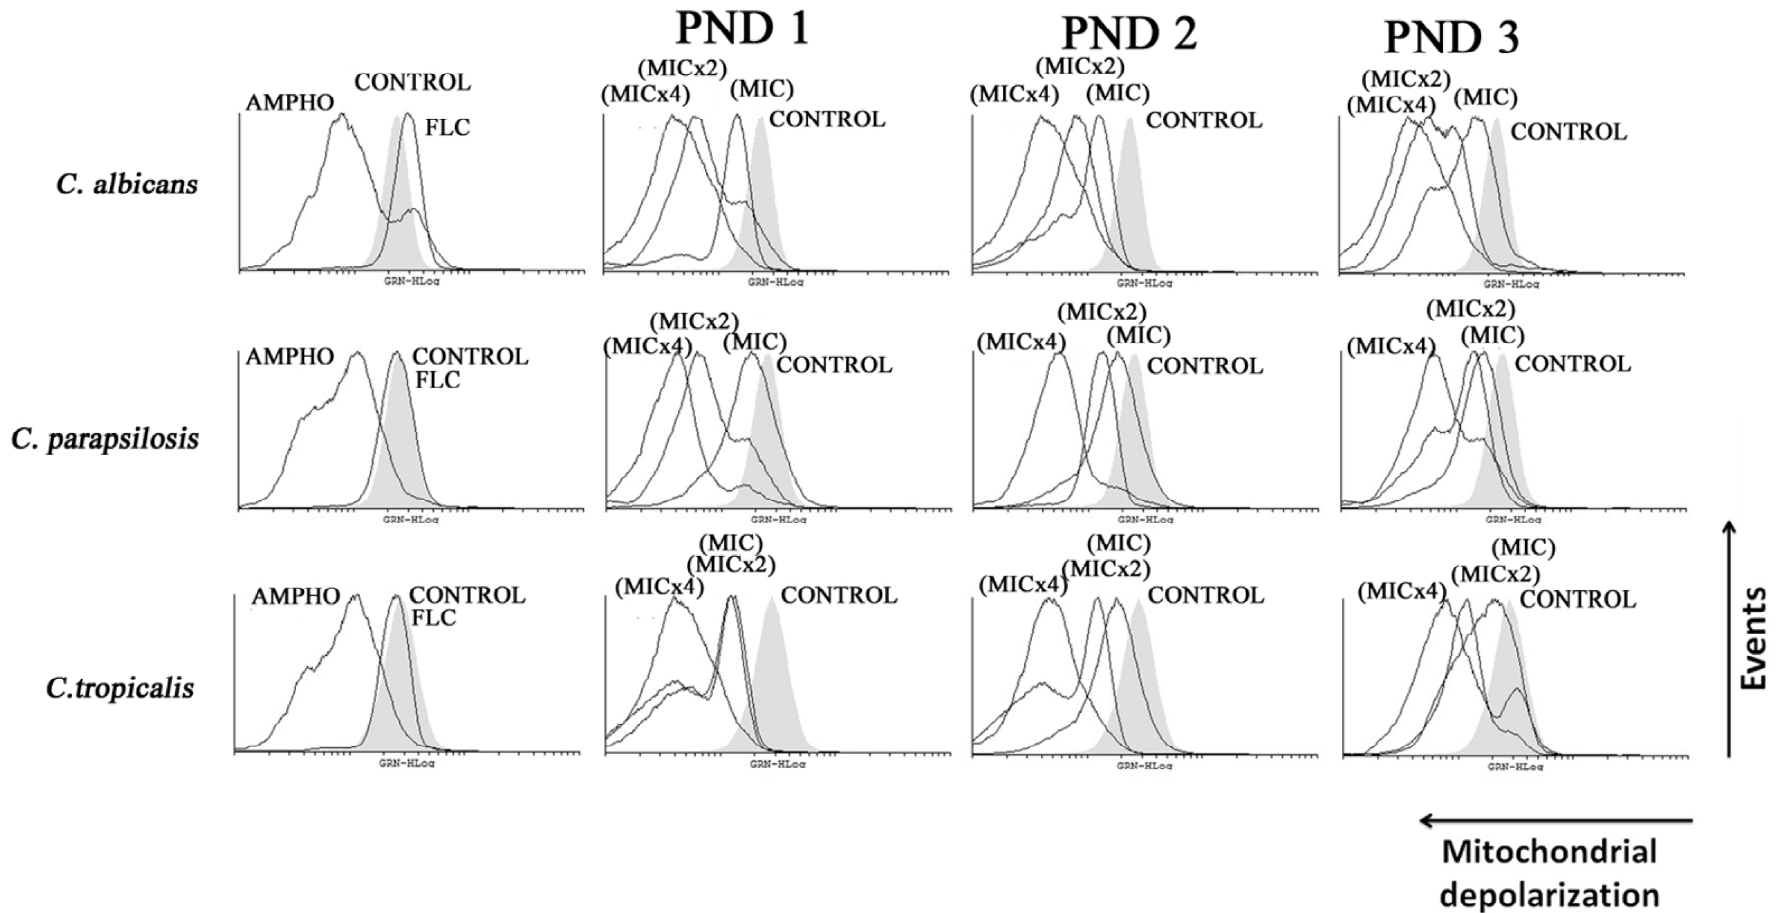 PND 1
PND 2
PND 3
C. albicans
AMPHO
CONTROL
FLC
GRN-HLog
(MICx2)
(MICx4)
(MIC)
CONTROL
GRN-HLog
(MICx2)
(MICx4)
(MIC)
CONTROL
GRN-HLog
(MICx2)
(MICx4)
(MIC)
CONTROL
GRN-HLog
C. parapsilosis
AMPHO
CONTROL
FLC
GRN-HLog
(MICx2)
(MICx4)
(MIC)
CONTROL
GRN-HLog
(MICx2)
(MICx4)
(MIC)
CONTROL
GRN-HLog
(MICx2)
(MICx4)
(MIC)
CONTROL
GRN-HLog
C.tropicalis
AMPHO
CONTROL
FLC
GRN-HLog
(MIC)
(MICx2)
(MICx4)
CONTROL
GRN-HLog
(MIC)
(MICx2)
(MICx4)
CONTROL
GRN-HLog
(MIC)
(MICx2)
(MICx4)
CONTROL
GRN-HLog
Events
Mitochondrial
depolarization